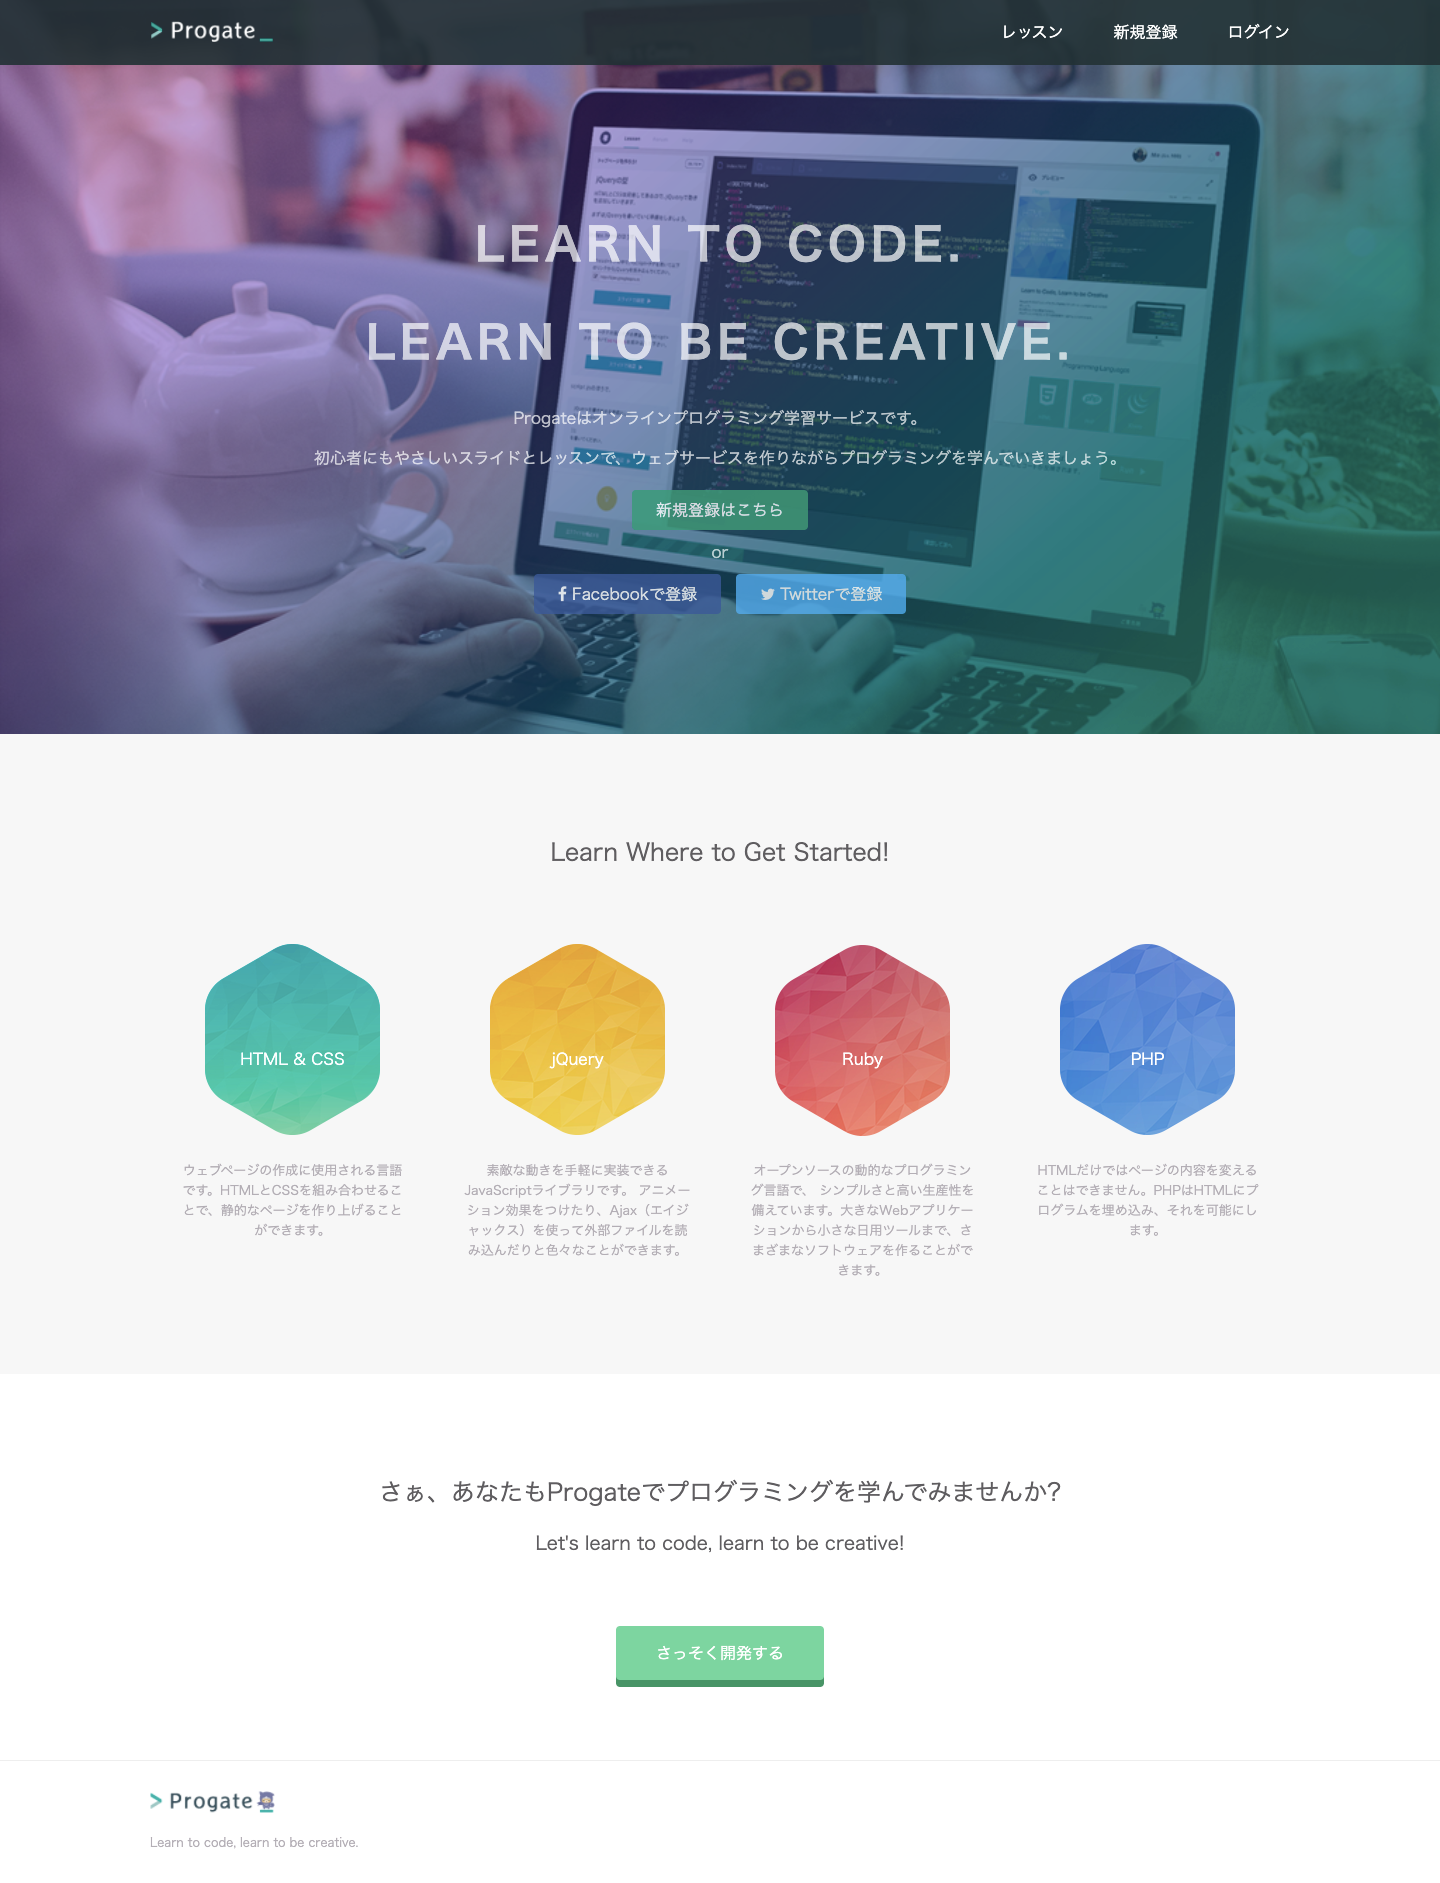 > Progate_
レッスン 新規登録 ログイン
LEARN TO CODE.
LEARN TO BE CREATIVE.
Progateはオンラインプログラミング学習サービスです。
初心者にもやさしいスライドとレッスンで、ウェブサービスを作りながらプログラミングを学んでいきましょう。
新規登録はこちら
or
Facebookで登録 Twitterで登録
Learn Where to Get Started!
HTML & CSS
ウェブページの作成に使用される言語
です。HTMLとCSSを組み合わせるこ
とで、静的なページを作り上げること
ができます。
jQuery
素敵な動きを手軽に実装できる
JavaScriptライブラリです。 アニメー
ション効果をつけたり、Ajax（エイジ
ャックス）を使って外部ファイルを読
み込んだりと色々なことができます。
Ruby
オープンソースの動的なプログラミン
グ言語で、 シンプルさと高い生産性を
備えています。大きなWebアプリケー
ションから小さな日用ツールまで、さ
まざまなソフトウェアを作ることがで
きます。
PHP
HTMLだけではページの内容を変える
ことはできません。PHPはHTMLにプ
ログラムを埋め込み、それを可能にし
ます。
さぁ、あなたもProgateでプログラミングを学んでみませんか?
Let's learn to code, learn to be creative!
さっそく開発する
> Progate
Learn to code, learn to be creative.